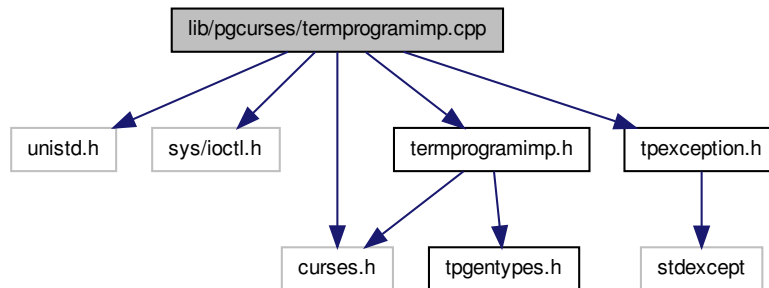 lib/pgcurses/termprogramimp.cpp
unistd.h
sys/ioctl.h
termprogramimp.h
tpexception.h
curses.h
tpgentypes.h
stdexcept